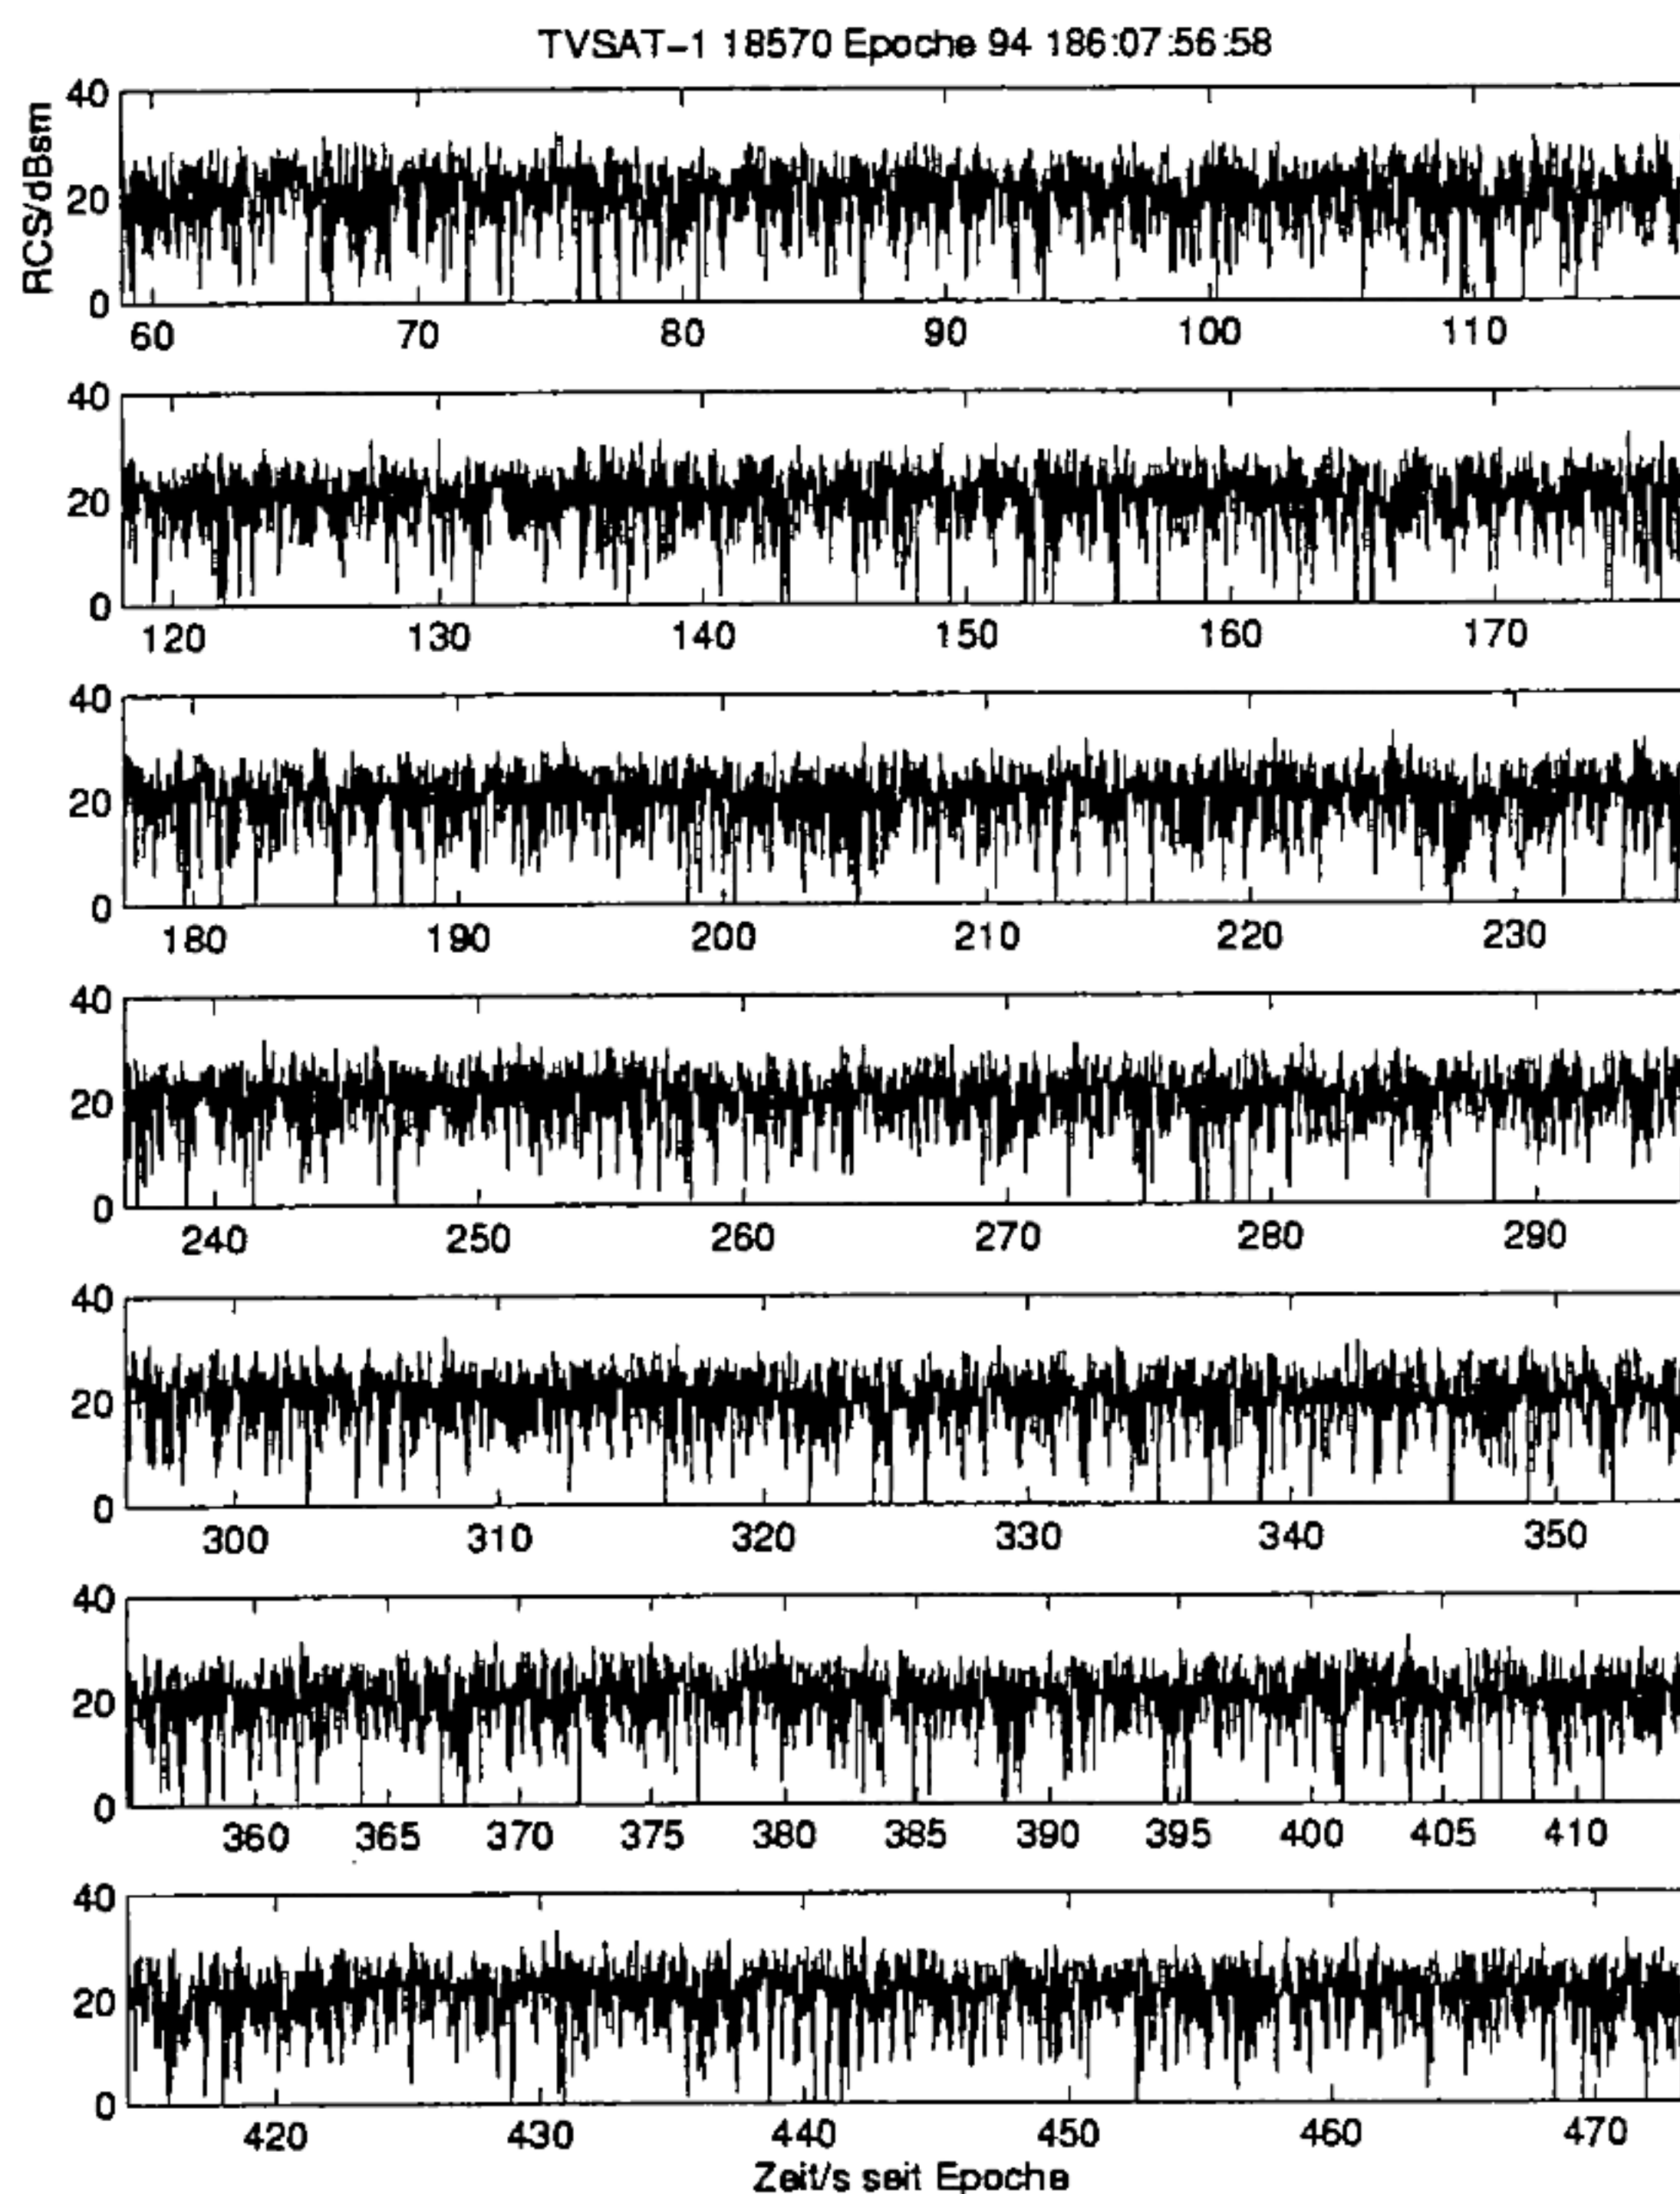 TVSAT-1 18570 Epoche 94 186:07:56:58
RCS/dBsm
40
20
0
60 70 80 90 100 110
40
20
0
120 130 140 150 160 170
40
20
0
180 190 200 210 220 230
40
20
0
240 250 260 270 280 290
40
20
0
300 310 320 330 340 350
40
20
0
360 365 370 375 380 385 390 395 400 405 410
40
20
0
420 430 440 450 460 470
Zeit/s seit Epoche